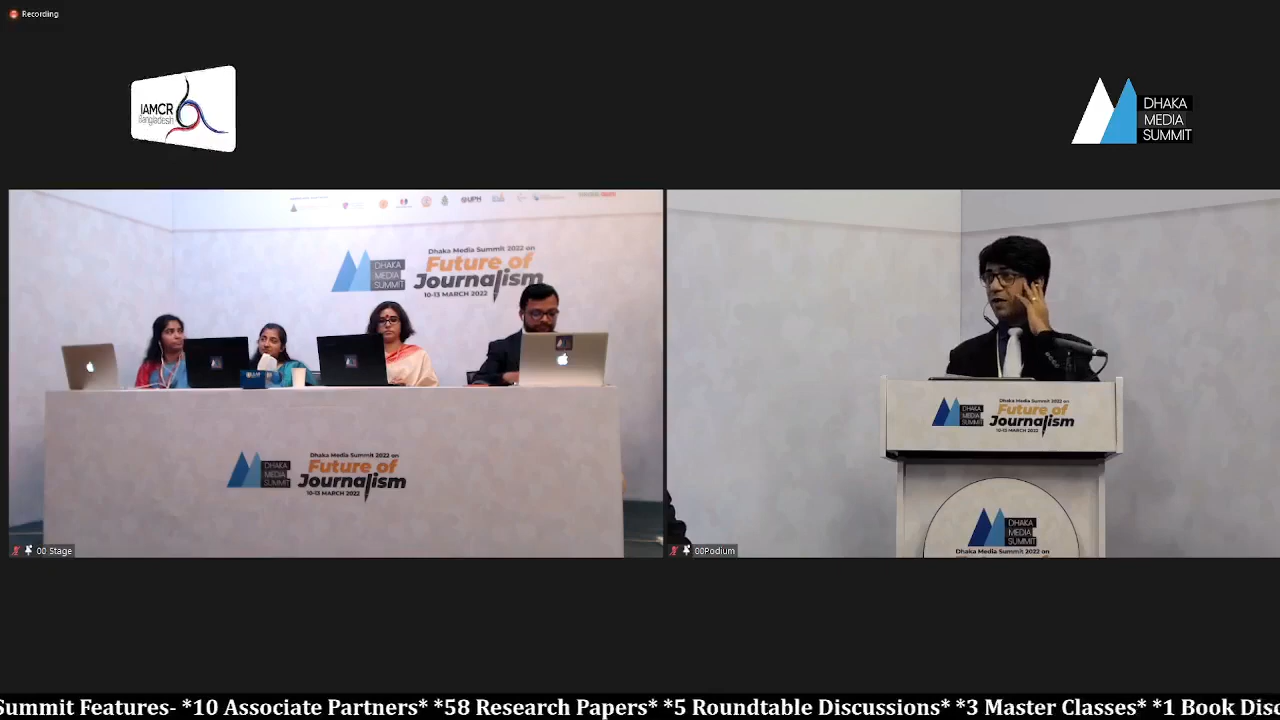 Recording
IAMCR
Bangladesh
DHAKA
MEDIA
SUMMIT
UPH
Dhaka Media Summit 2022 on
DHAKA
MEDIA
SUMMIT
Future of
Journalism
10-13 MARCH 2022
Dhaka Media Summit 2022 on
DHAKA
MEDIA
SUMMIT
Future of
Journalism
10-13 MARCH 2022
00 Stage
Dhaka Media Summit 2022 on
DHAKA
MEDIA
SUMMIT
Future of
Journalism
10-13 MARCH 2022
DHAKA
MEDIA
SUMMIT
Dhaka Media Summit 2022 on
00Podium
Summit Features- *10 Associate Partners* *58 Research Papers* *5 Roundtable Discussions* *3 Master Classes* *1 Book Disc